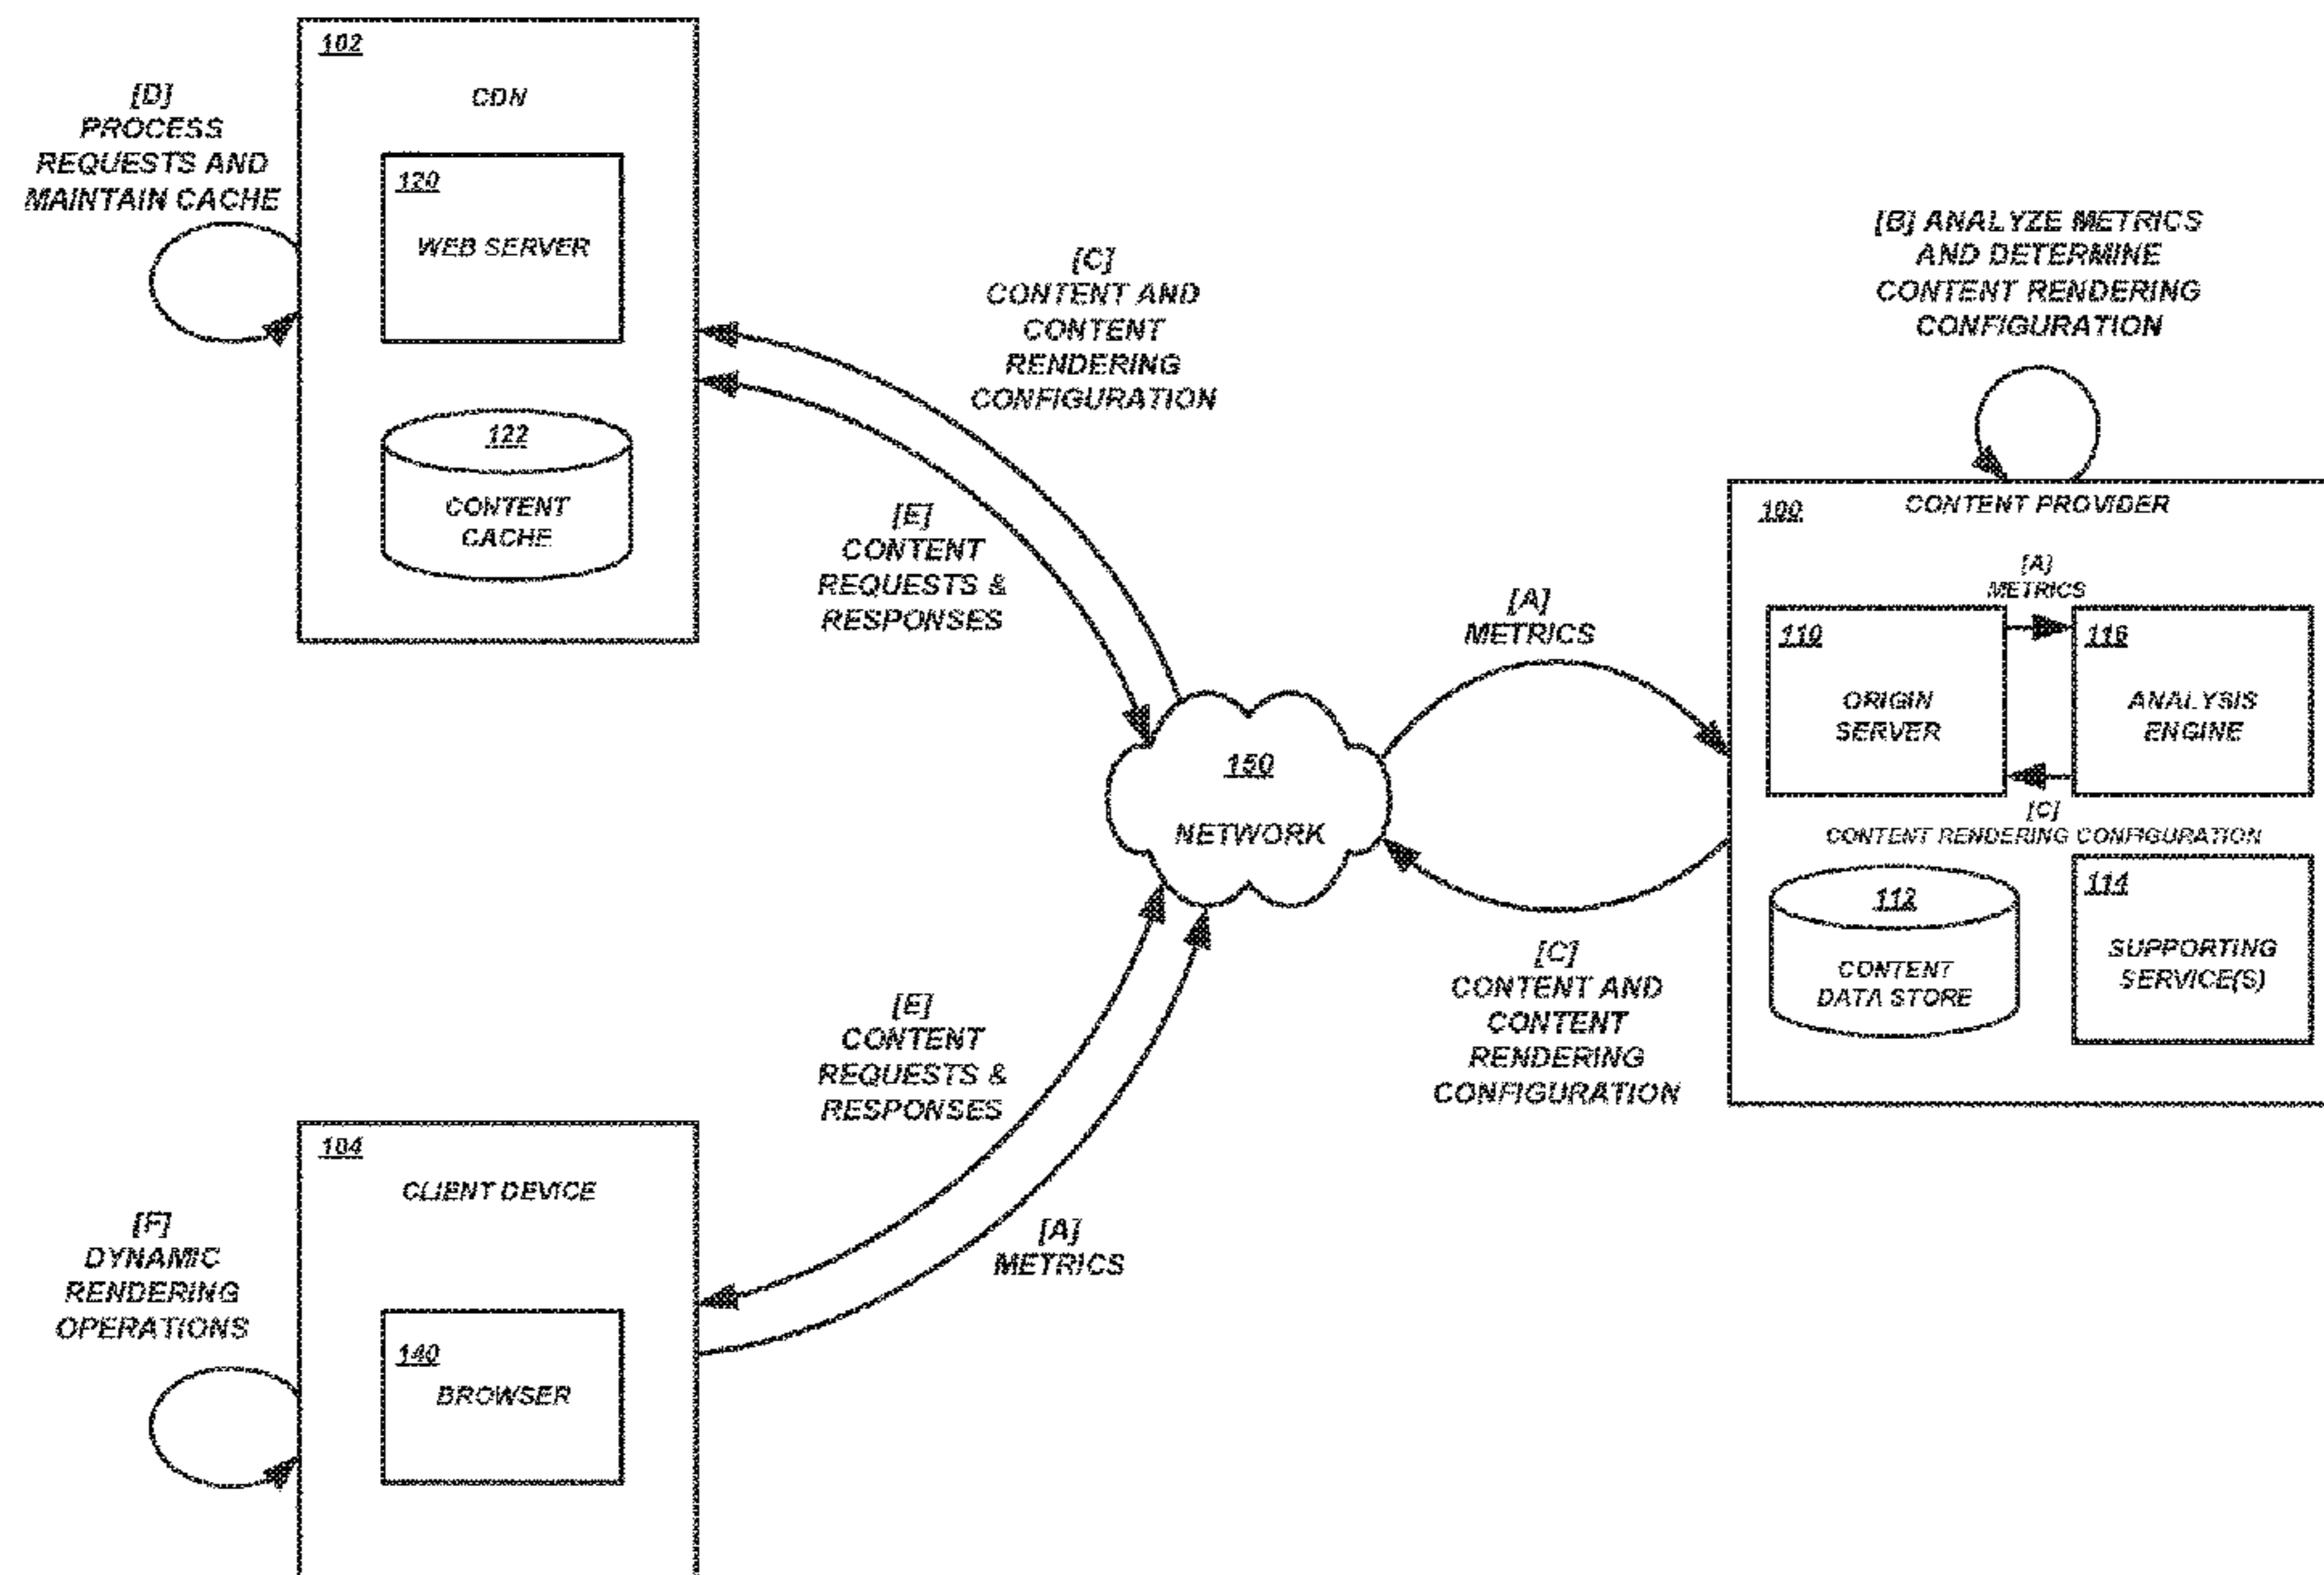 102
CDN
[D]
PROCESS
REQUESTS AND
MAINTAIN CACHE
120
WEB SERVER
122
CONTENT
CACHE
[C]
CONTENT AND
CONTENT
RENDERING
CONFIGURATION
[E]
CONTENT
REQUESTS &
RESPONSES
[B] ANALYZE METRICS
AND DETERMINE
CONTENT RENDERING
CONFIGURATION
100
CONTENT PROVIDER
[A]
METRICS
110
ORIGIN
SERVER
116
ANALYSIS
ENGINE
[C]
CONTENT RENDERING CONFIGURATION
112
CONTENT
DATA STORE
114
SUPPORTING
SERVICE(S)
[A]
METRICS
150
NETWORK
[C]
CONTENT AND
CONTENT
RENDERING
CONFIGURATION
[E]
CONTENT
REQUESTS &
RESPONSES
[A]
METRICS
104
CLIENT DEVICE
[F]
DYNAMIC
RENDERING
OPERATIONS
140
BROWSER